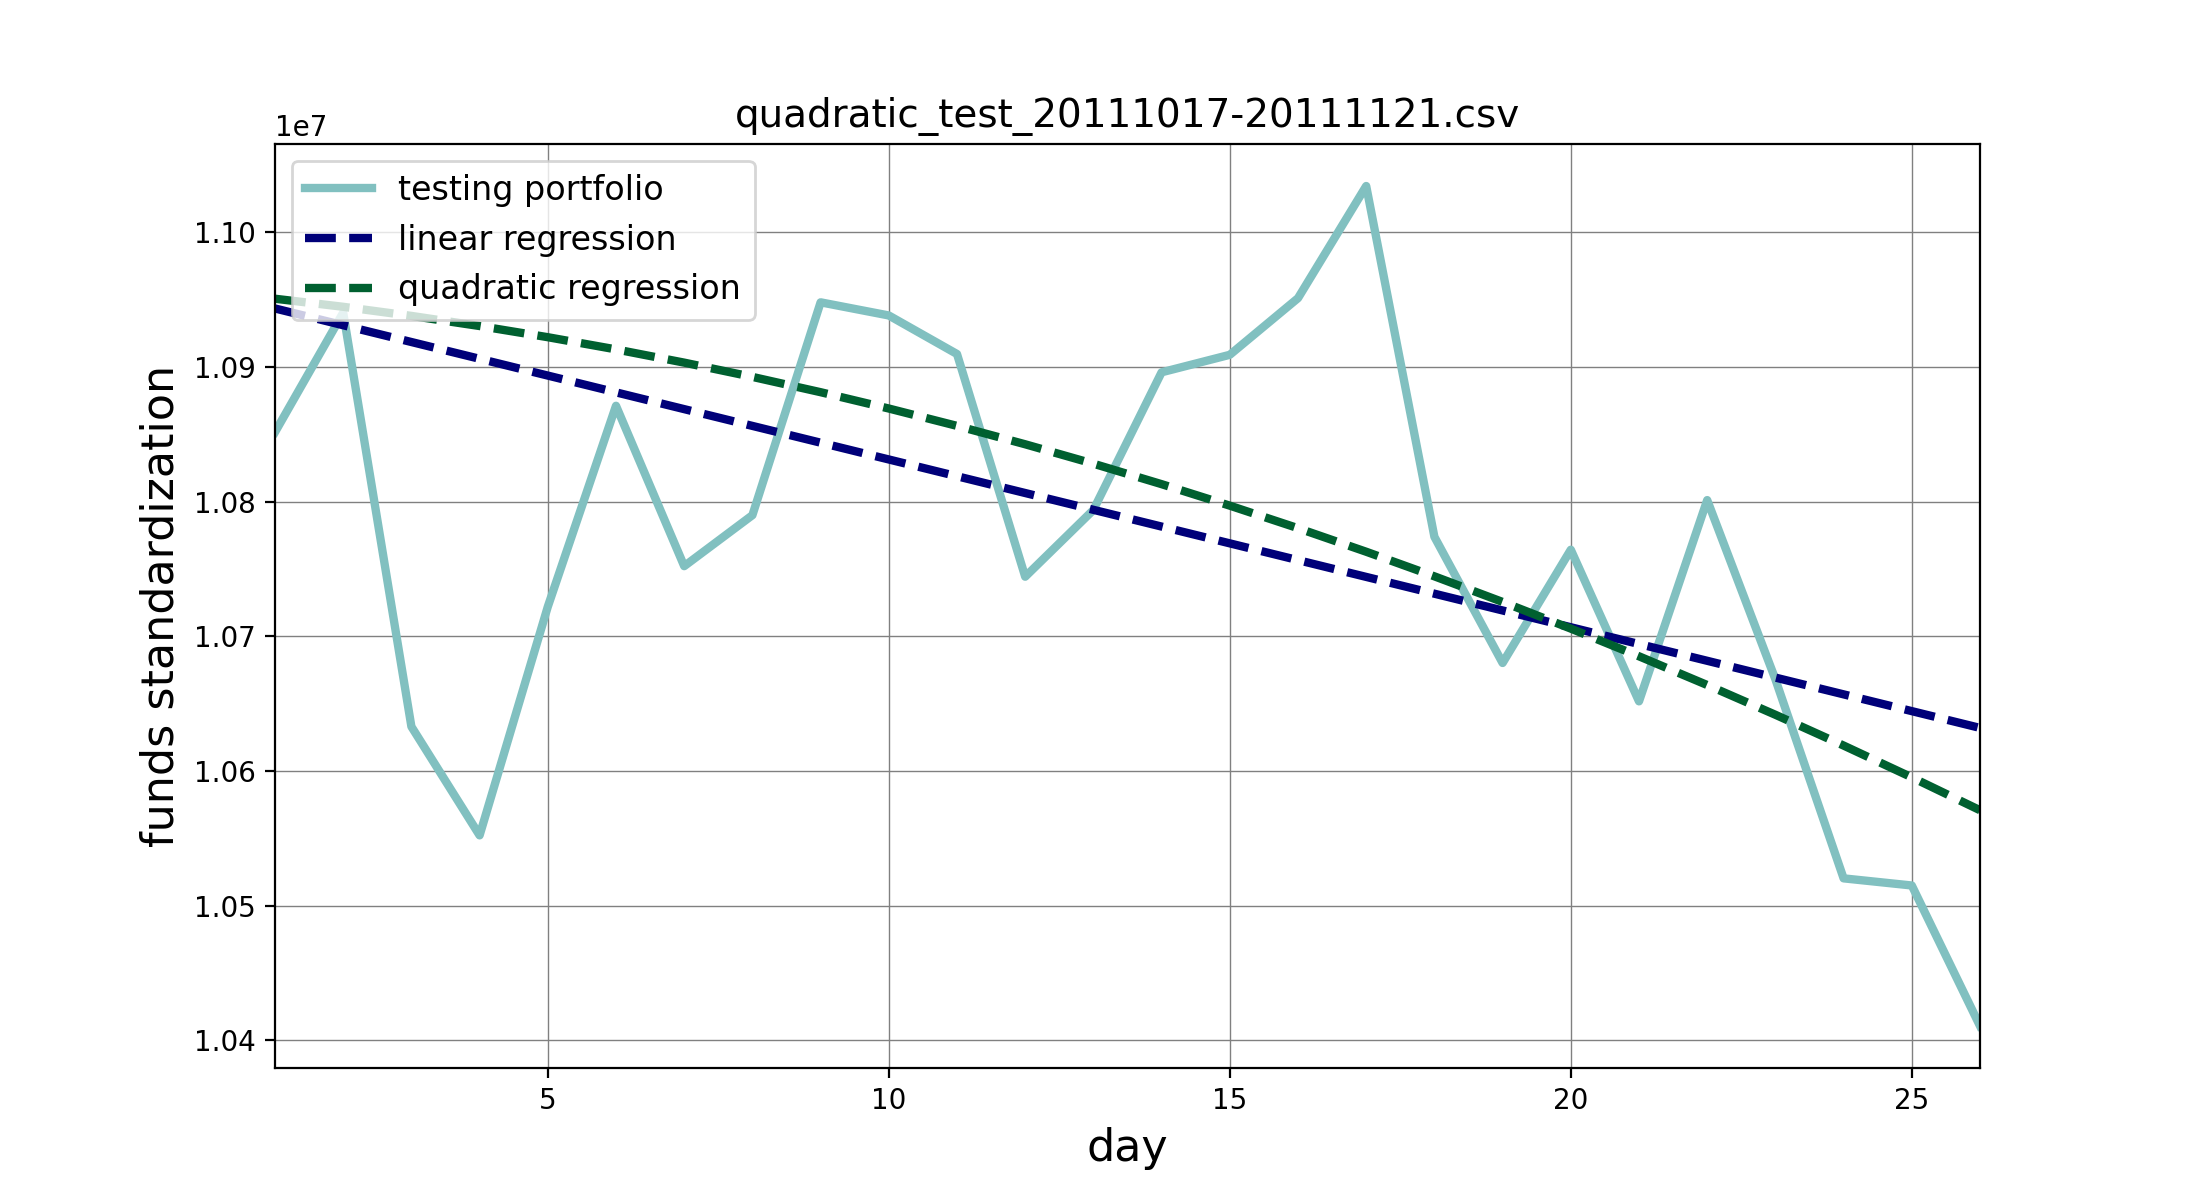 quadratic_test_20111017-20111121.csv
1e7
testing portfolio
linear regression
quadratic regression
1.10
1.09
1.08
1.07
1.06
1.05
1.04
funds standardization
5 10 15 20 25
day